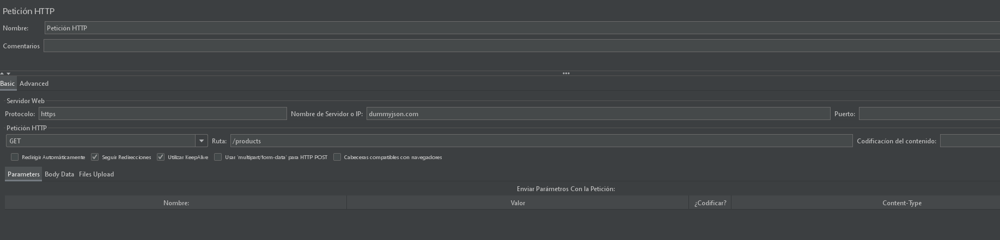 Petición HTTP
Nombre: Petición HTTP
Comentarios
Basic Advanced
Servidor Web
Protocolo: https Nombre de Servidor o IP: dummyjson.com Puerto:
Petición HTTP
GET Ruta: /products Codificacíon del contenido:
Redirigir Automáticamente Seguir Redirecciones Utilizar KeepAlive Usar 'multipart/form-data' para HTTP POST Cabeceras compatibles con navegadores
Parameters Body Data Files Upload
Enviar Parámetros Con la Petición:
Nombre: Valor ¿Codificar? Content-Type